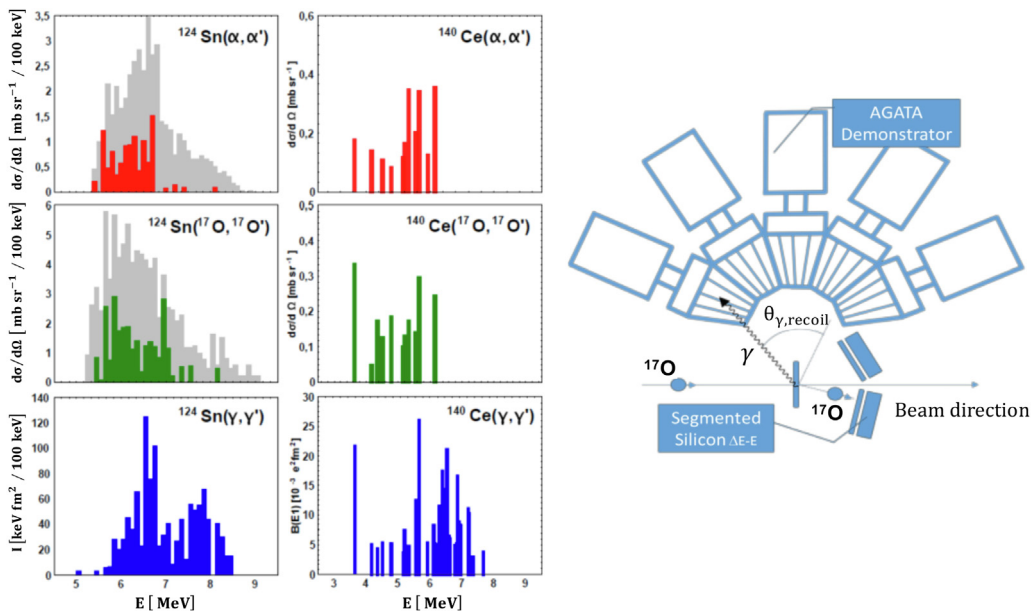 ¹²⁴Sn(α,α')
dσ/dΩ [ mb sr⁻¹ / 100 keV]
3,5
3
2,5
2
1,5
1
0,5
0
¹⁴⁰Ce(α,α')
dσ/d Ω [mb sr⁻¹]
0,6
0,4
0,2
0,0
¹²⁴Sn(¹⁷O,¹⁷O')
dσ/dΩ [ mb sr⁻¹ / 100 keV]
6
5
4
3
2
1
0
¹⁴⁰Ce(¹⁷O,¹⁷O')
dσ/d Ω [mb sr⁻¹]
0,5
0,4
0,3
0,2
0,1
0,0
¹²⁴Sn(γ,γ')
I [keV fm² / 100 keV]
140
120
100
80
60
40
20
0
5 6 7 8 9
E [ MeV]
¹⁴⁰Ce(γ,γ')
B(E1) [10⁻³ e²fm²]
30
25
20
15
10
5
0
3 4 5 6 7 8 9
E [ MeV]
AGATA
Demonstrator
θγ,recoil
γ
¹⁷O
¹⁷O
Beam direction
Segmented
Silicon ΔE-E